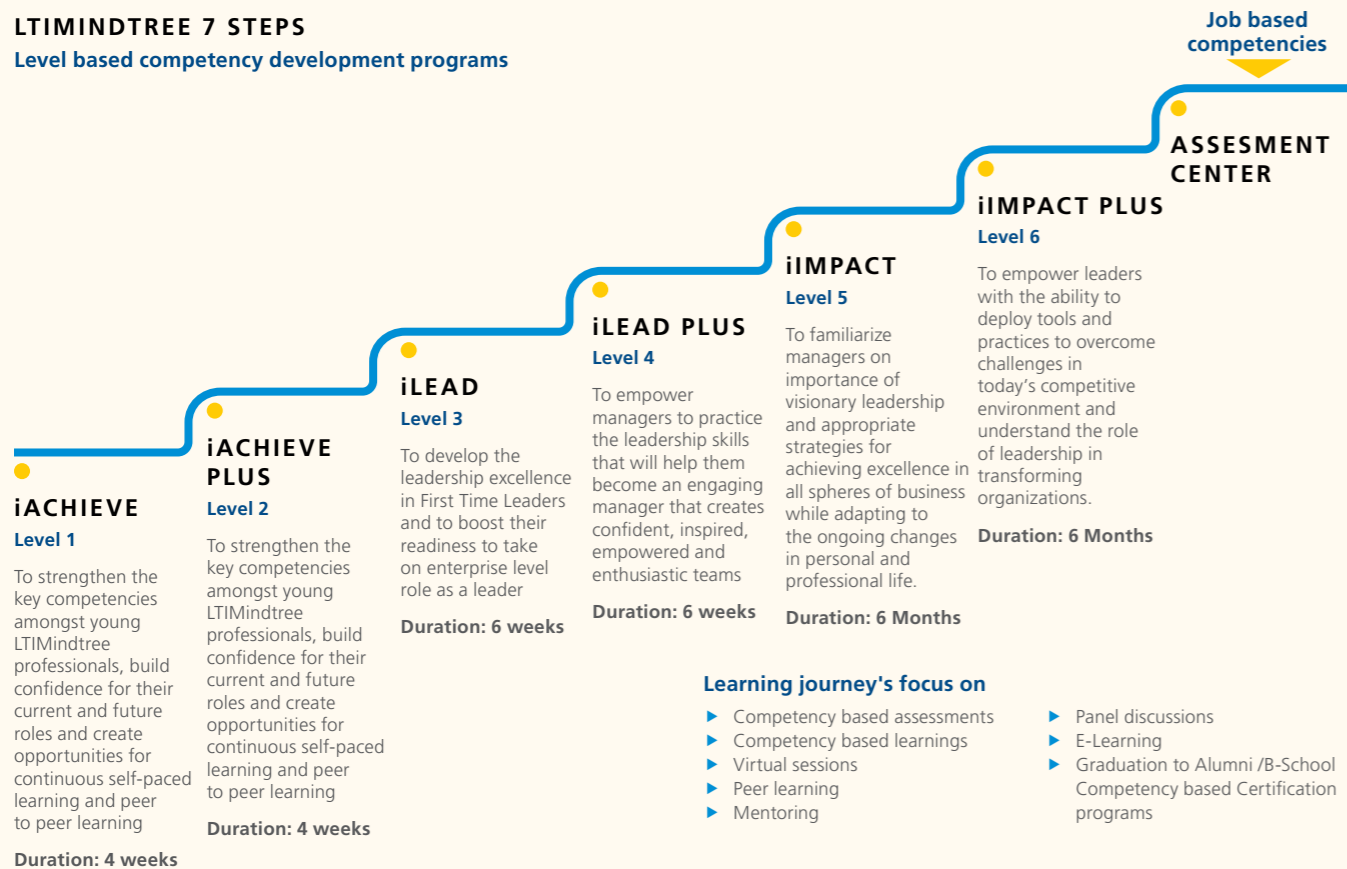 LTIMINDTREE 7 STEPS
Level based competency development programs
Job based
competencies
ASSESMENT
CENTER
iIMPACT PLUS
Level 6
To empower leaders
with the ability to
deploy tools and
practices to overcome
challenges in
today's competitive
environment and
understand the role
of leadership in
transforming
organizations.
Duration: 6 Months
iIMPACT
Level 5
To familiarize
managers on
importance of
visionary leadership
and appropriate
strategies for
achieving excellence in
all spheres of business
while adapting to
the ongoing changes
in personal and
professional life.
Duration: 6 Months
iLEAD PLUS
Level 4
To empower
managers to practice
the leadership skills
that will help them
become an engaging
manager that creates
confident, inspired,
empowered and
enthusiastic teams
Duration: 6 weeks
iLEAD
Level 3
To develop the
leadership excellence
in First Time Leaders
and to boost their
readiness to take
on enterprise level
role as a leader
Duration: 6 weeks
iACHIEVE
PLUS
Level 2
To strengthen the
key competencies
amongst young
LTIMindtree
professionals, build
confidence for their
current and future
roles and create
opportunities for
continuous self-paced
learning and peer
to peer learning
Duration: 4 weeks
iACHIEVE
Level 1
To strengthen the
key competencies
amongst young
LTIMindtree
professionals, build
confidence for their
current and future
roles and create
opportunities for
continuous self-paced
learning and peer
to peer learning
Duration: 4 weeks
Learning journey's focus on
Competency based assessments
Competency based learnings
Virtual sessions
Peer learning
Mentoring
Panel discussions
E-Learning
Graduation to Alumni /B-School
Competency based Certification
programs